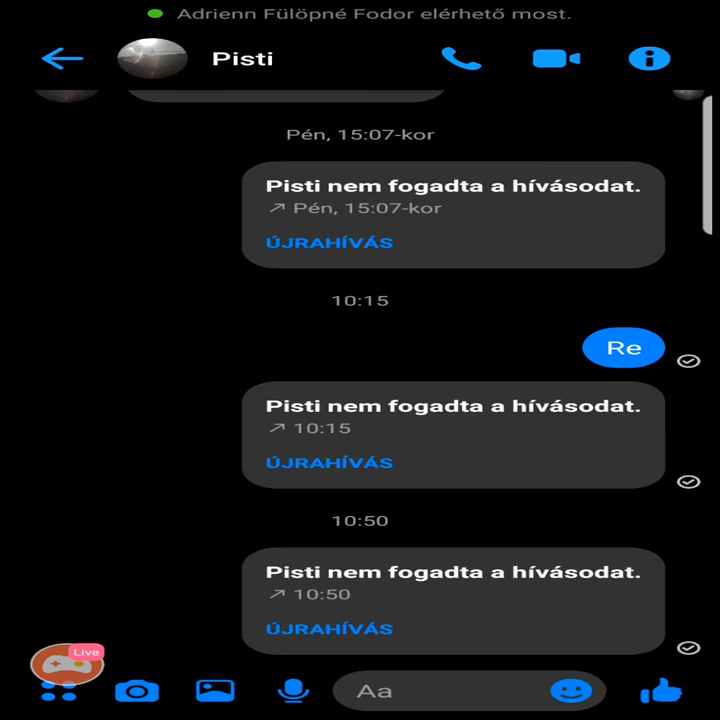 Adrienn Fülöpné Fodor elérhető most.
Pisti
Pén, 15:07-kor
Pisti nem fogadta a hívásodat.
Pén, 15:07-kor
ÚJRAHÍVÁS
10:15
Re
Pisti nem fogadta a hívásodat.
10:15
ÚJRAHÍVÁS
10:50
Pisti nem fogadta a hívásodat.
10:50
ÚJRAHÍVÁS
Live
Aa